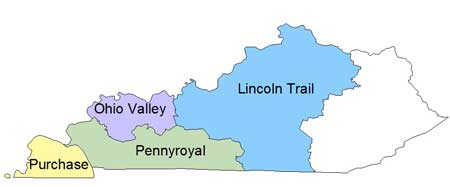 Lincoln Trail
Ohio Valley
Pennyroyal
Purchase